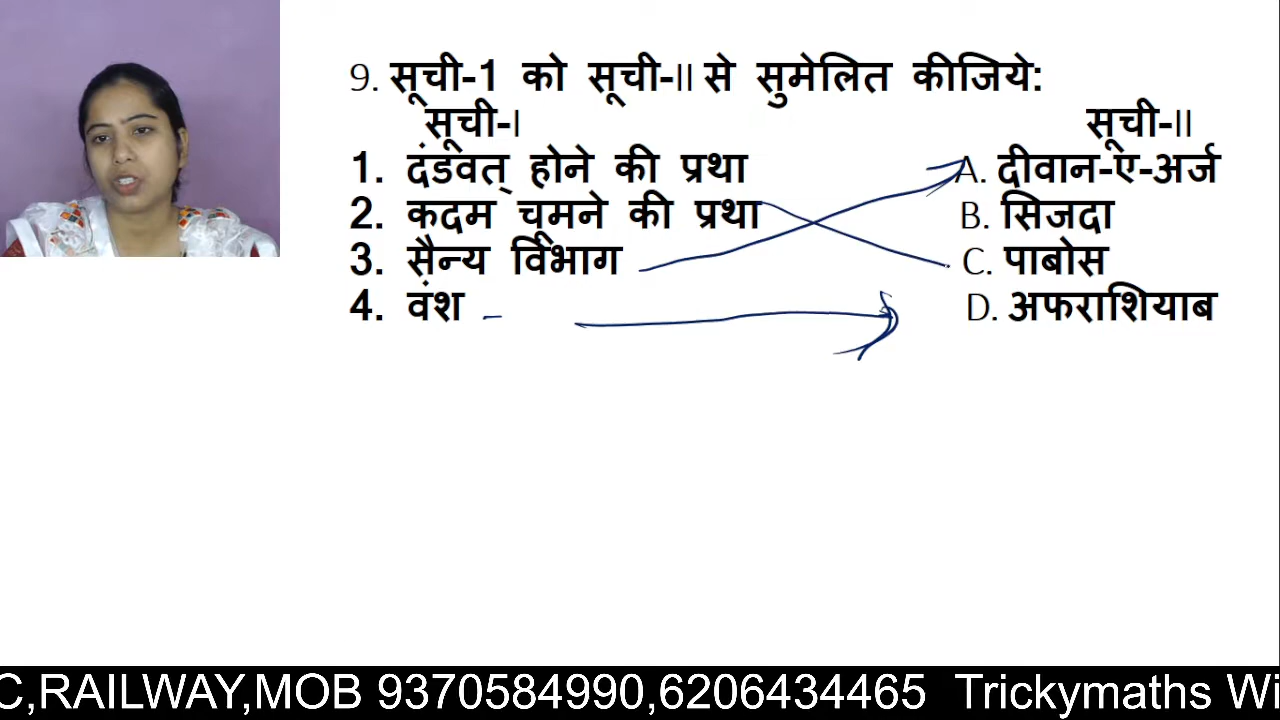 9. सूची-1 को सूची-II से सुमेलित कीजिये:
सूची-I सूची-II
1. दंडवत् होने की प्रथा A. दीवान-ए-अर्ज
2. कदम चूमने की प्रथा B. सिजदा
3. सैन्य विभाग C. पाबोस
4. वंश D. अफराशियाब
C,RAILWAY,MOB 9370584990,6206434465 Trickymaths Wi